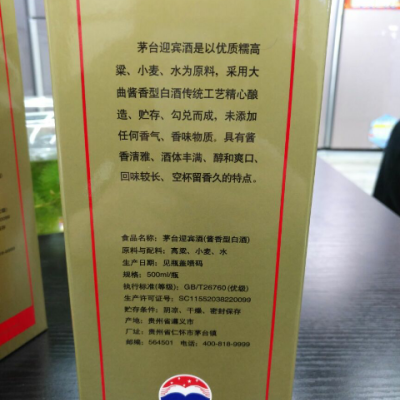 茅台迎宾酒是以优质糯高
粱、小麦、水为原料，采用大
曲酱香型白酒传统工艺精心酿
造、贮存、勾兑而成，未添加
任何香气、香味物质。具有酱
香清雅、酒体丰满、醇和爽口、
回味较长、空杯留香久的特点。
食品名称：茅台迎宾酒(酱香型白酒)
原料与配料：高粱、小麦、水
生产日期：见瓶盖喷码
规格：500ml/瓶
执行标准(等级)：GB/T26760(优级)
生产许可证号：SC11552038220099
贮存条件：阴凉、干燥、密封保存
产地：贵州省遵义市
厂址：贵州省仁怀市茅台镇
邮编：564501 电话：400-818-9999